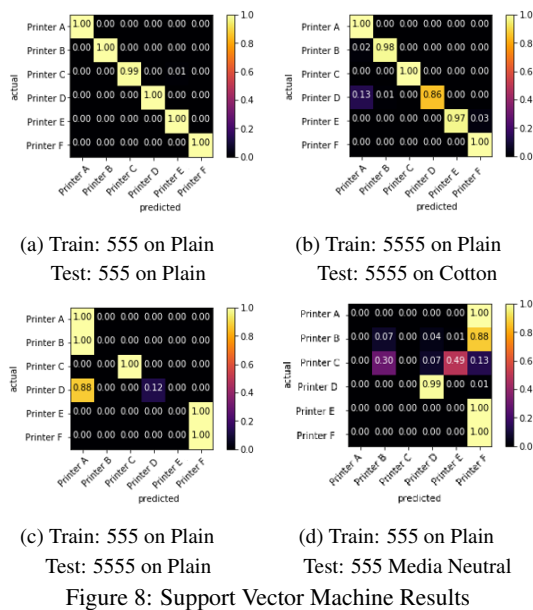 Printer A 1.00 0.00 0.00 0.00 0.00 0.00
Printer B 0.00 1.00 0.00 0.00 0.00 0.00
Printer C 0.00 0.00 0.99 0.00 0.01 0.00
Printer D 0.00 0.00 0.00 1.00 0.00 0.00
Printer E 0.00 0.00 0.00 0.00 1.00 0.00
Printer F 0.00 0.00 0.00 0.00 0.00 1.00
actual
Printer A Printer B Printer C Printer D Printer E Printer F
predicted
1.0
0.8
0.6
0.4
0.2
0.0
(a) Train: 555 on Plain
Test: 555 on Plain
Printer A 1.00 0.00 0.00 0.00 0.00 0.00
Printer B 0.02 0.98 0.00 0.00 0.00 0.00
Printer C 0.00 0.00 1.00 0.00 0.00 0.00
Printer D 0.13 0.01 0.00 0.86 0.00 0.00
Printer E 0.00 0.00 0.00 0.00 0.97 0.03
Printer F 0.00 0.00 0.00 0.00 0.00 1.00
actual
Printer A Printer B Printer C Printer D Printer E Printer F
predicted
1.0
0.8
0.6
0.4
0.2
0.0
(b) Train: 5555 on Plain
Test: 5555 on Cotton
Printer A 1.00 0.00 0.00 0.00 0.00 0.00
Printer B 1.00 0.00 0.00 0.00 0.00 0.00
Printer C 0.00 0.00 1.00 0.00 0.00 0.00
Printer D 0.88 0.00 0.00 0.12 0.00 0.00
Printer E 0.00 0.00 0.00 0.00 0.00 1.00
Printer F 0.00 0.00 0.00 0.00 0.00 1.00
actual
Printer A Printer B Printer C Printer D Printer E Printer F
predicted
1.0
0.8
0.6
0.4
0.2
0.0
(c) Train: 555 on Plain
Test: 5555 on Plain
Printer A 0.00 0.00 0.00 0.00 0.00 1.00
Printer B 0.00 0.07 0.00 0.04 0.01 0.88
Printer C 0.00 0.30 0.00 0.07 0.49 0.13
Printer D 0.00 0.00 0.00 0.99 0.00 0.01
Printer E 0.00 0.00 0.00 0.00 0.00 1.00
Printer F 0.00 0.00 0.00 0.00 0.00 1.00
actual
Printer A Printer B Printer C Printer D Printer E Printer F
predicted
1.0
0.8
0.6
0.4
0.2
0.0
(d) Train: 555 on Plain
Test: 555 Media Neutral
Figure 8: Support Vector Machine Results